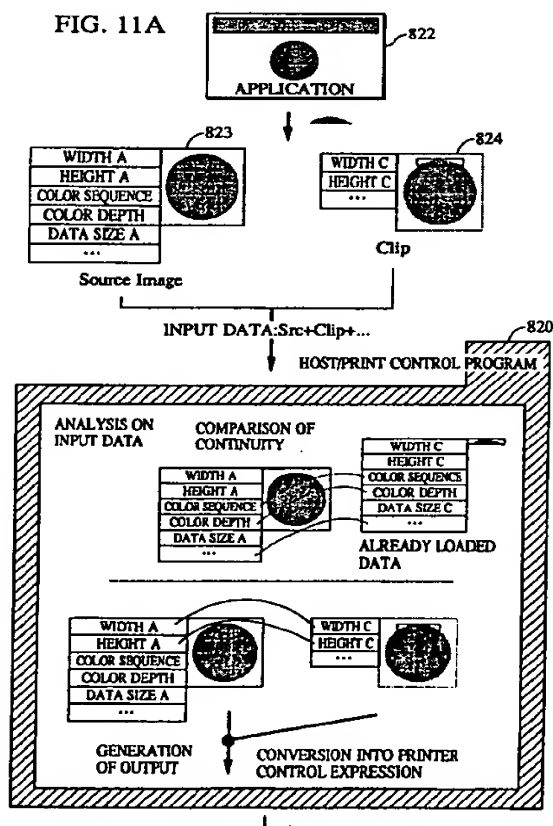 FIG. 11A
822
APPLICATION
823
WIDTH A
HEIGHT A
COLOR SEQUENCE
COLOR DEPTH
DATA SIZE A
...
Source Image
824
WIDTH C
HEIGHT C
...
Clip
INPUT DATA:Src+Clip+...
820
HOST/PRINT CONTROL PROGRAM
ANALYSIS ON
INPUT DATA
COMPARISON OF
CONTINUITY
WIDTH A
HEIGHT A
COLOR SEQUENCE
COLOR DEPTH
DATA SIZE A
...
WIDTH C
HEIGHT C
COLOR SEQUENCE
COLOR DEPTH
DATA SIZE C
...
ALREADY LOADED
DATA
WIDTH A
HEIGHT A
COLOR SEQUENCE
COLOR DEPTH
DATA SIZE A
...
WIDTH C
HEIGHT C
...
GENERATION
OF OUTPUT
CONVERSION INTO PRINTER
CONTROL EXPRESSION